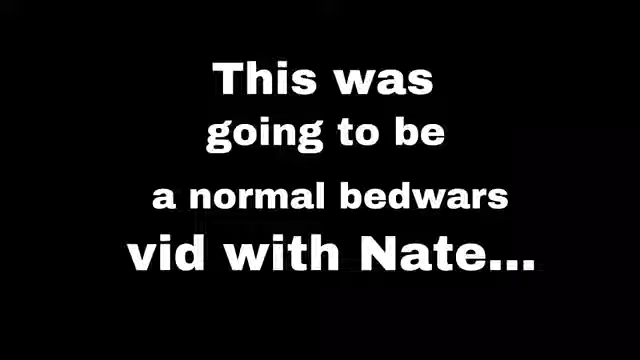 This was
going to be
a normal bedwars
vid with Nate...